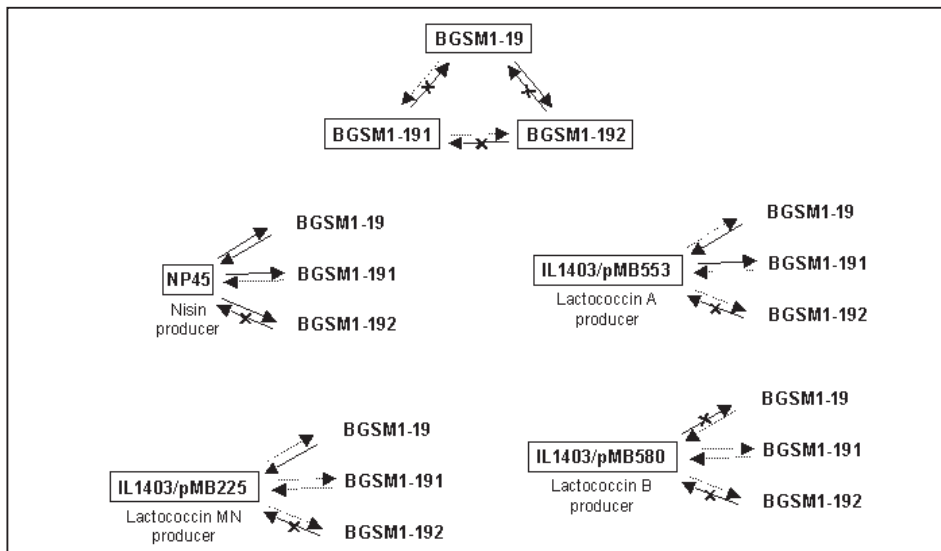 BGSM1-19
BGSM1-191
BGSM1-192
BGSM1-19
NP45
BGSM1-191
Nisin
producer
BGSM1-192
BGSM1-19
IL1403/pMB553
BGSM1-191
Lactococcin A
producer
BGSM1-192
BGSM1-19
IL1403/pMB225
BGSM1-191
Lactococcin MN
producer
BGSM1-192
BGSM1-19
IL1403/pMB580
BGSM1-191
Lactococcin B
producer
BGSM1-192